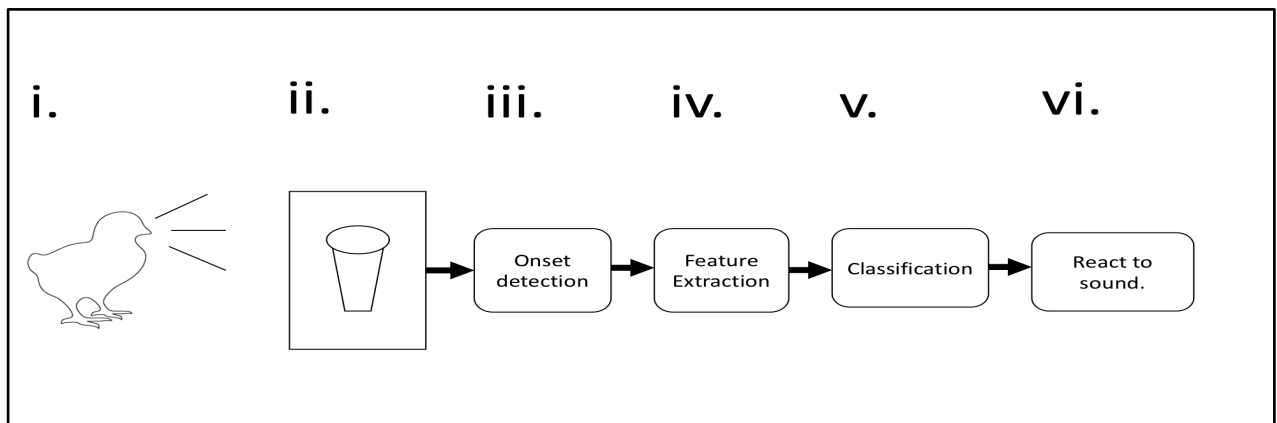 i.
ii.
iii.
iv.
v.
vi.
Onset
detection
Feature
Extraction
Classification
React to
sound.